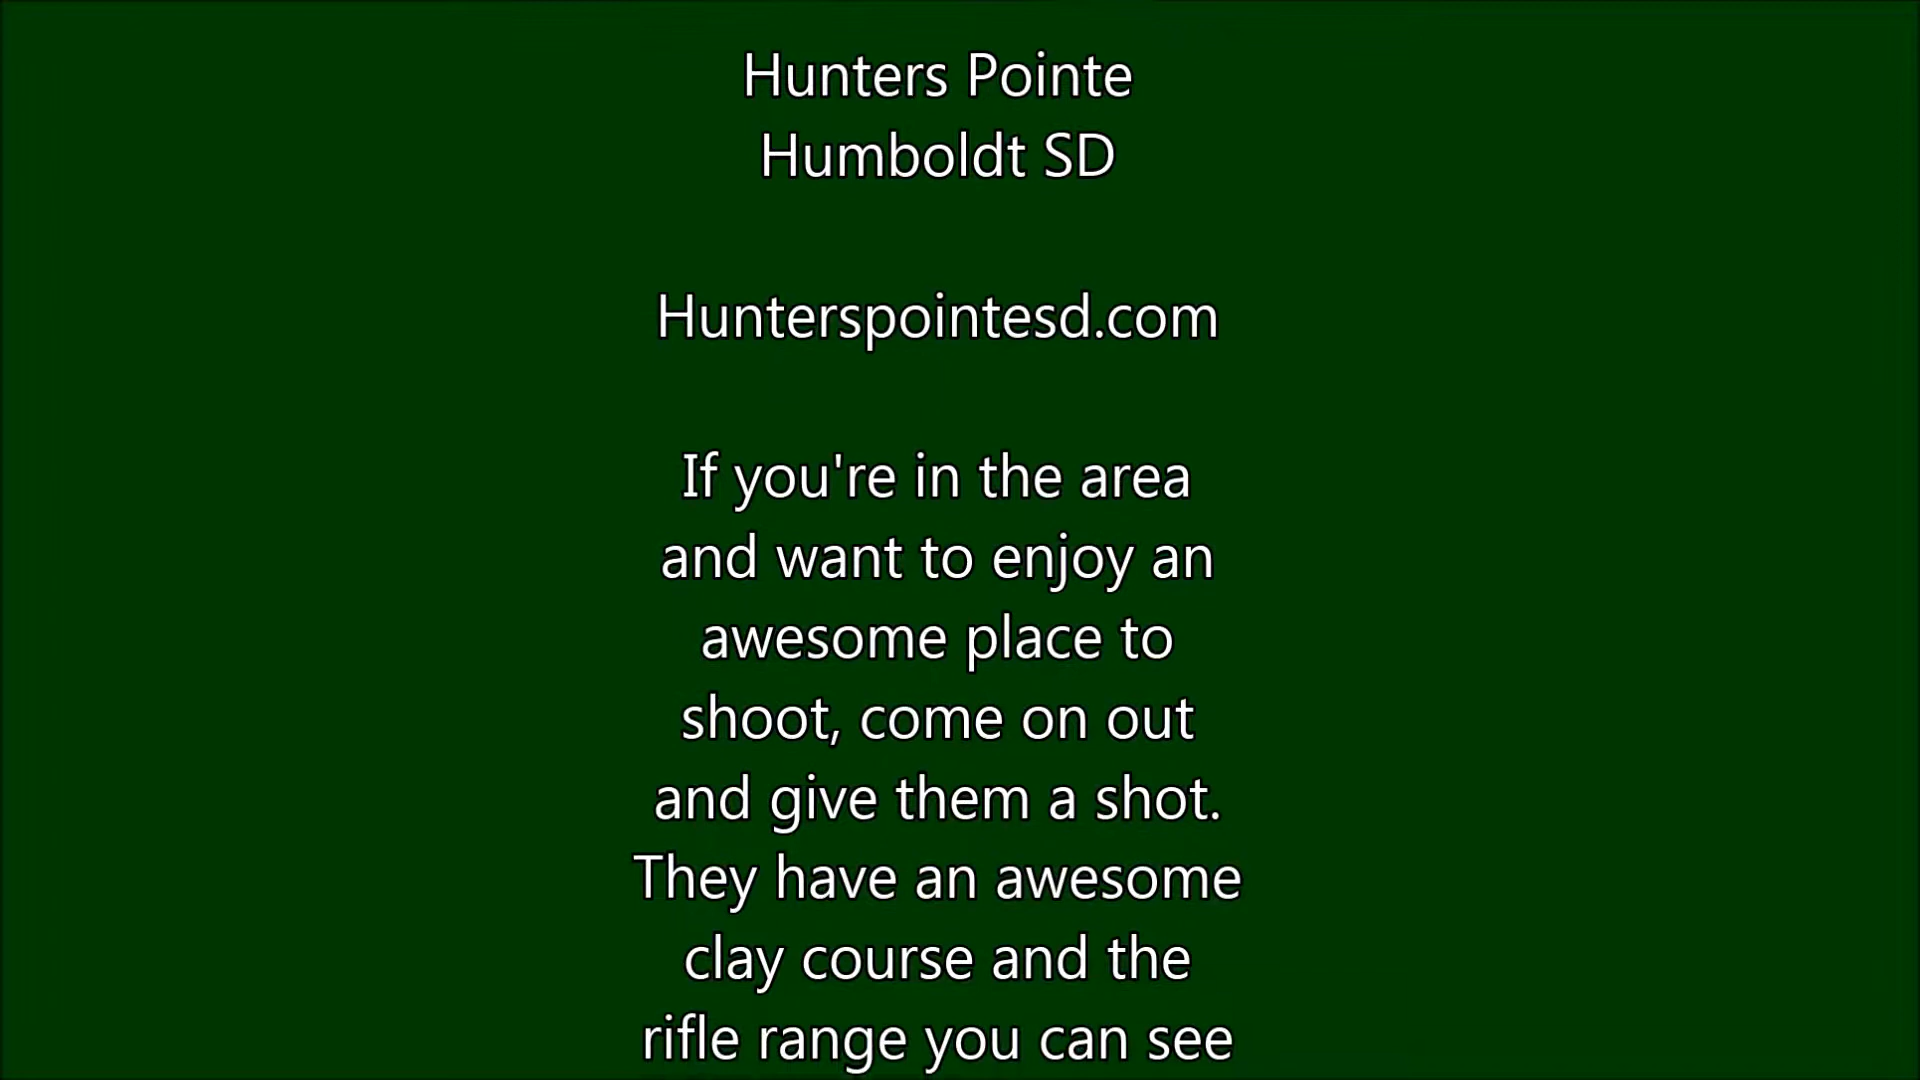 Hunters Pointe
Humboldt SD
Hunterspointesd.com
If you're in the area
and want to enjoy an
awesome place to
shoot, come on out
and give them a shot.
They have an awesome
clay course and the
rifle range you can see